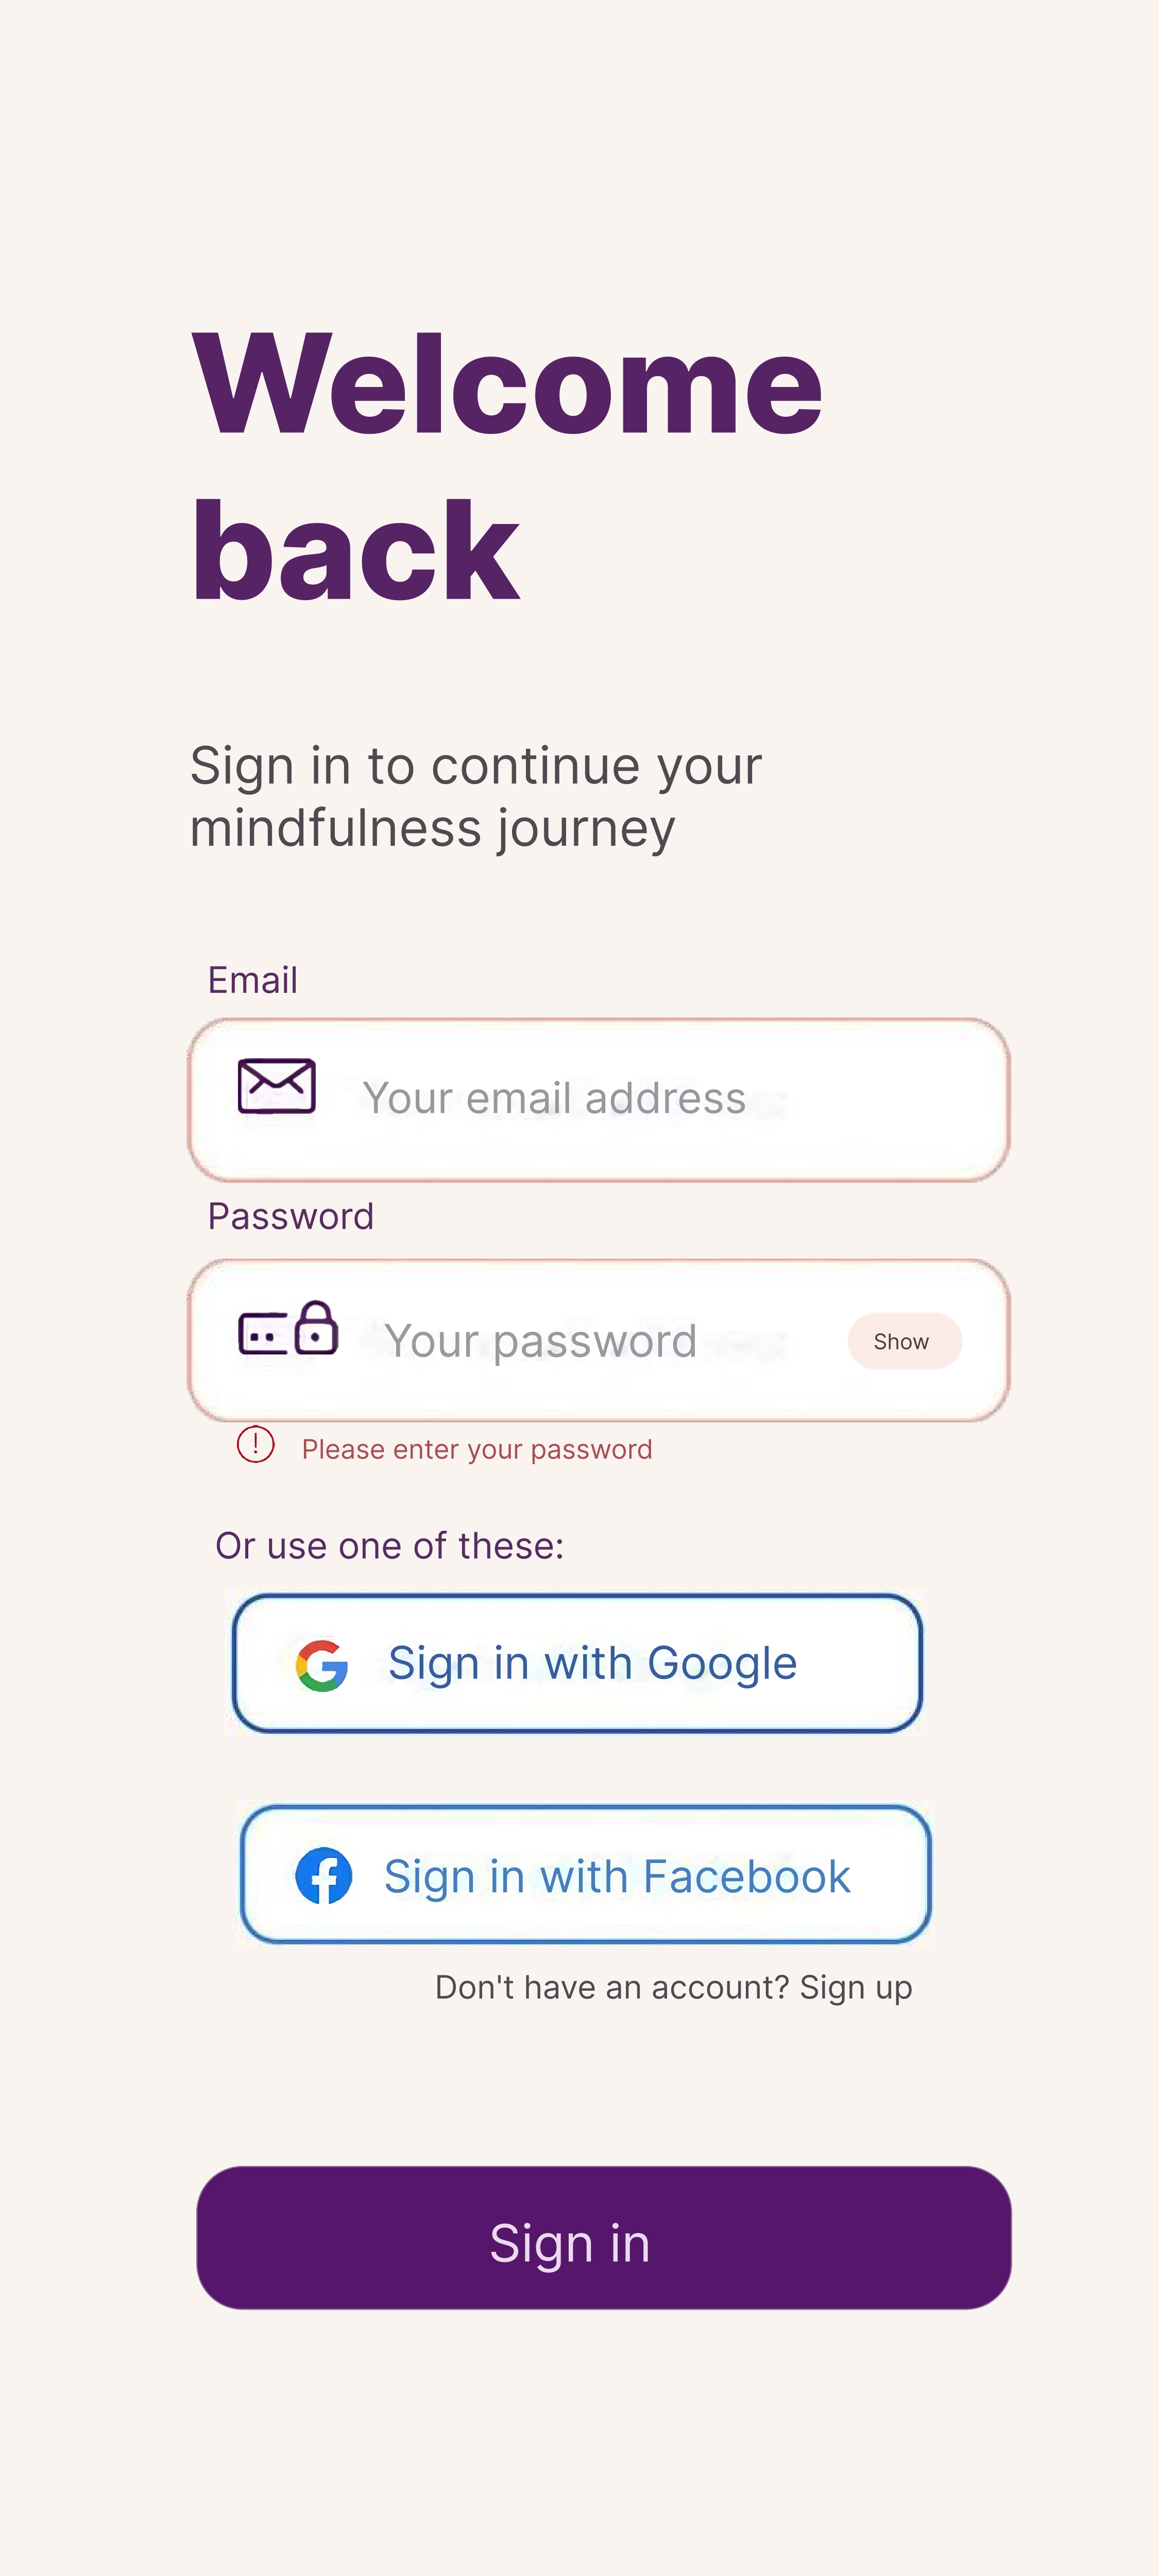 Welcome
back
Sign in to continue your
mindfulness journey
Email
Your email address
Password
Your password
Show
Please enter your password
Or use one of these:
Sign in with Google
Sign in with Facebook
Don't have an account? Sign up
Sign in